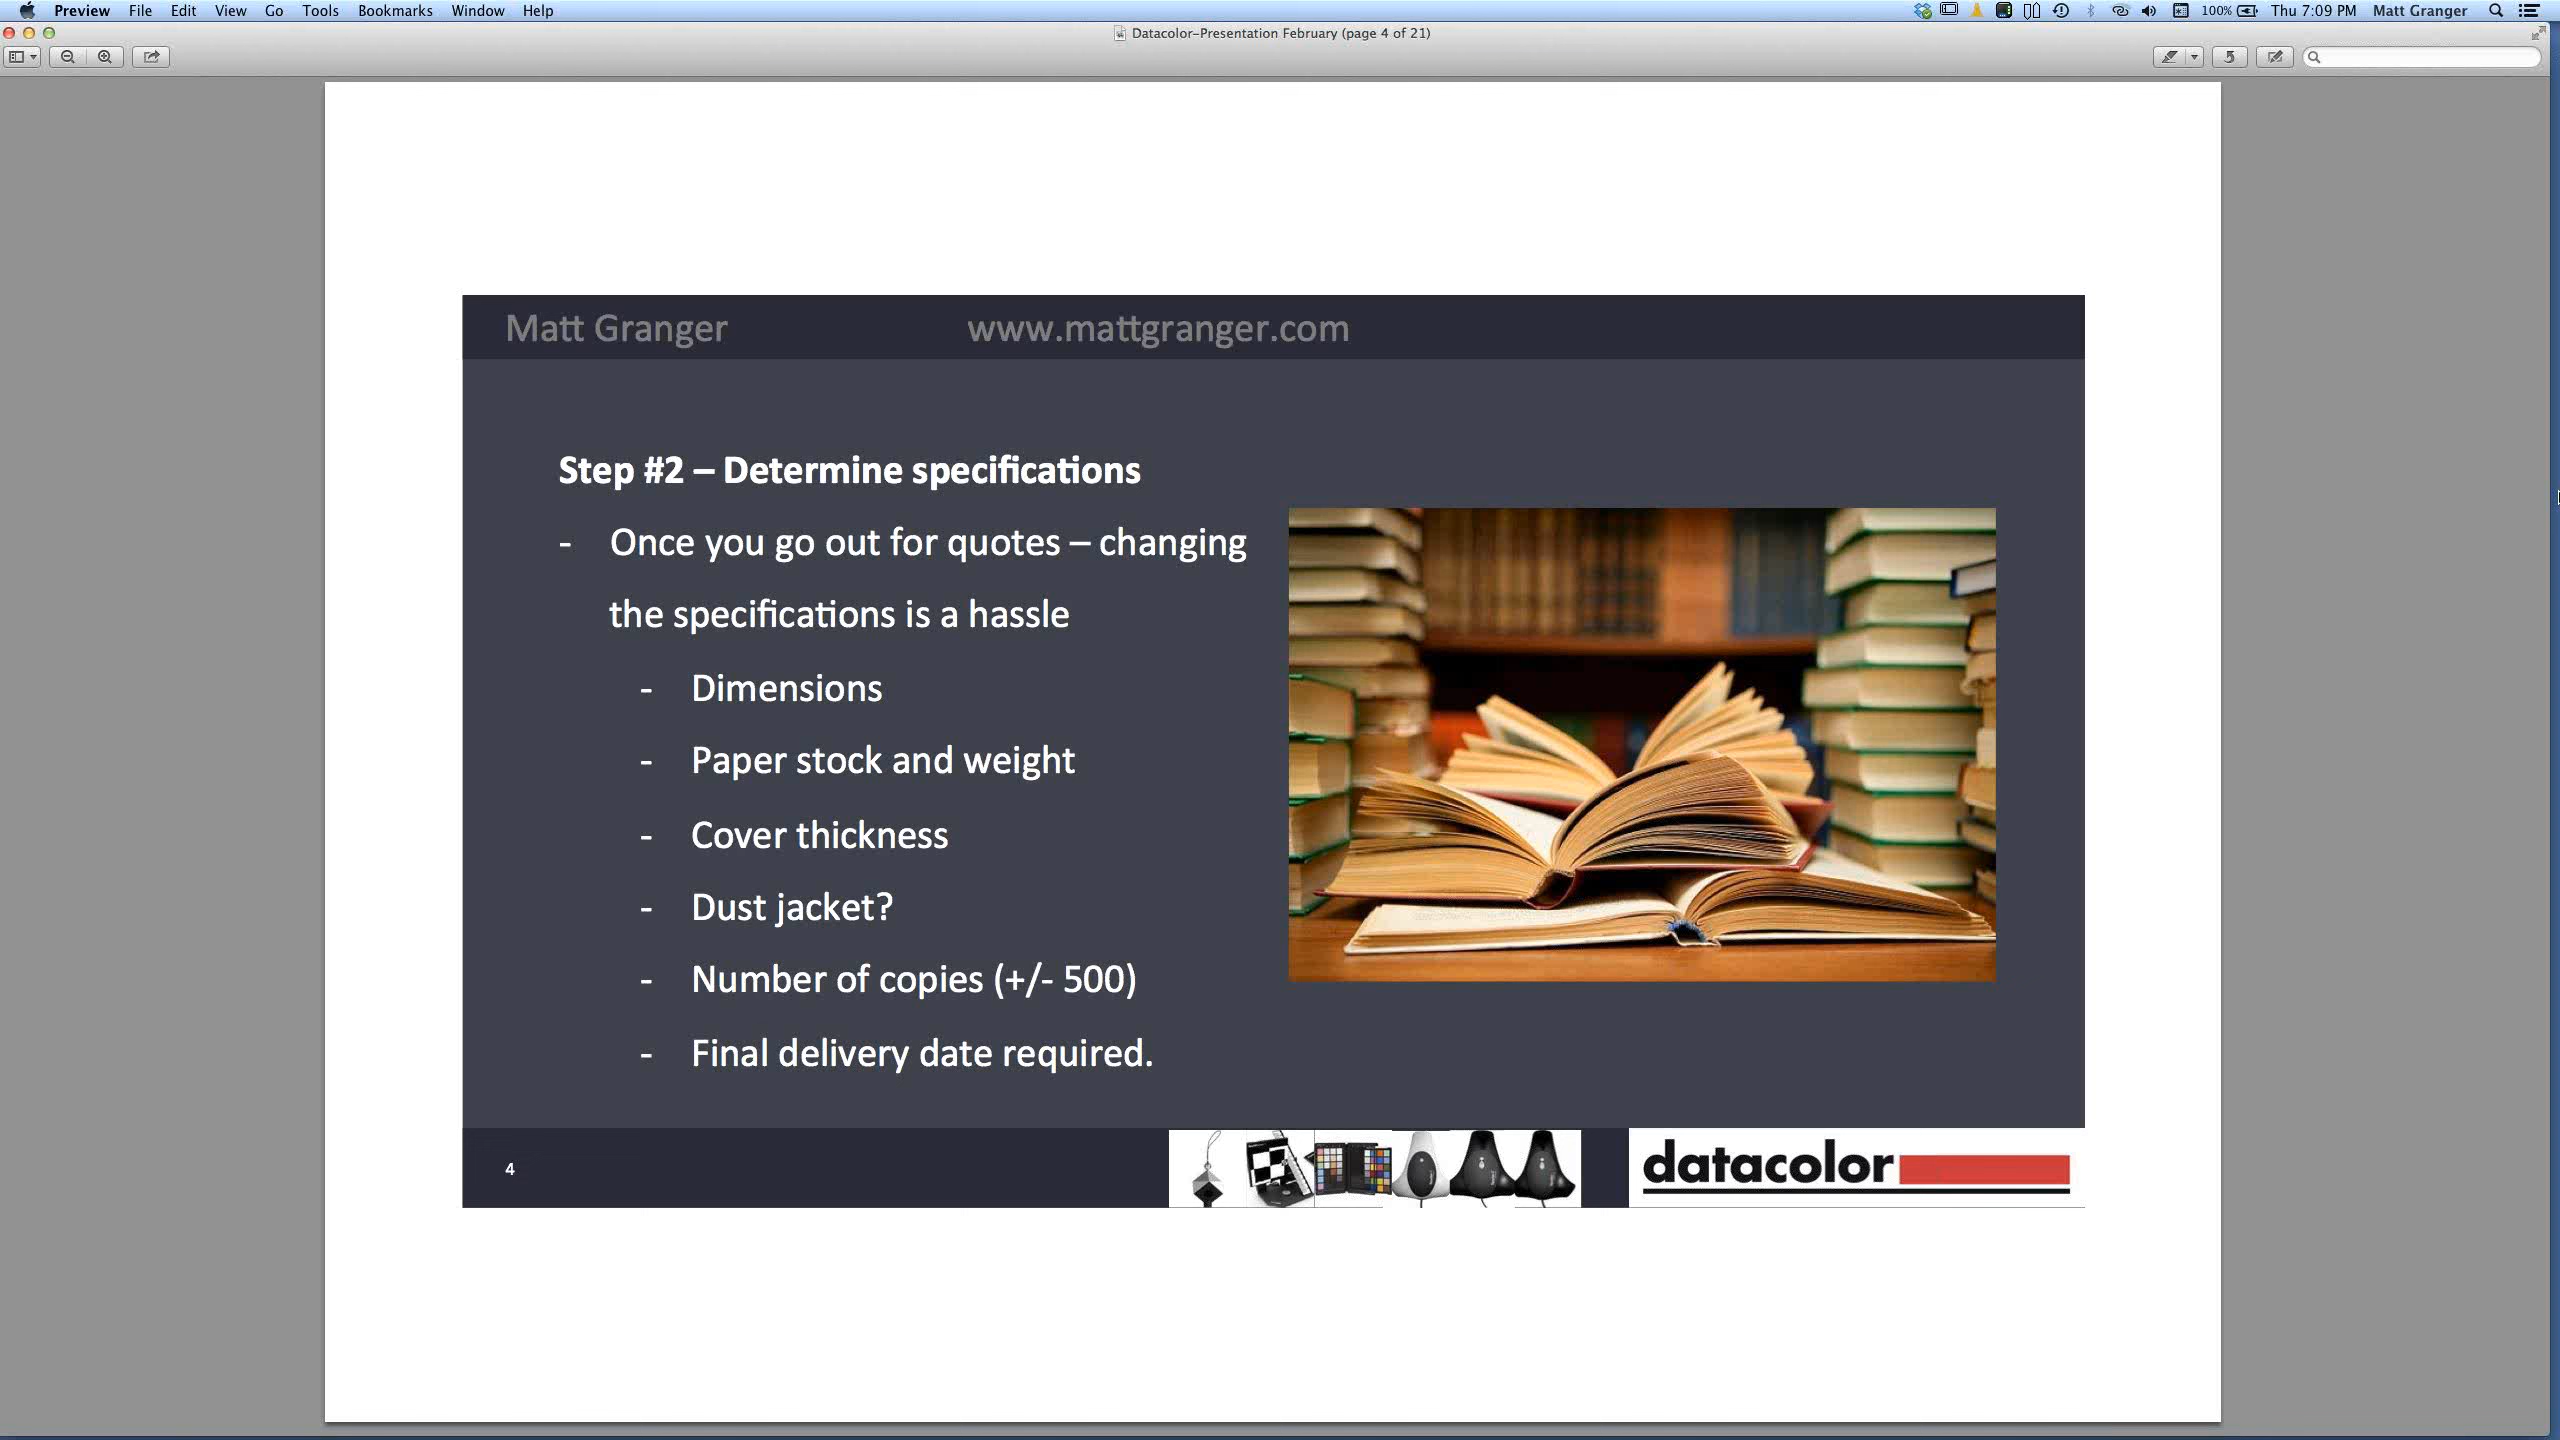 Preview File Edit View Go Tools Bookmarks Window Help 100% Thu 7:09 PM Matt Granger
Datacolor-Presentation February (page 4 of 21)
Matt Granger www.mattgranger.com
Step #2 – Determine specifications
- Once you go out for quotes – changing
the specifications is a hassle
- Dimensions
- Paper stock and weight
- Cover thickness
- Dust jacket?
- Number of copies (+/- 500)
- Final delivery date required.
4
datacolor